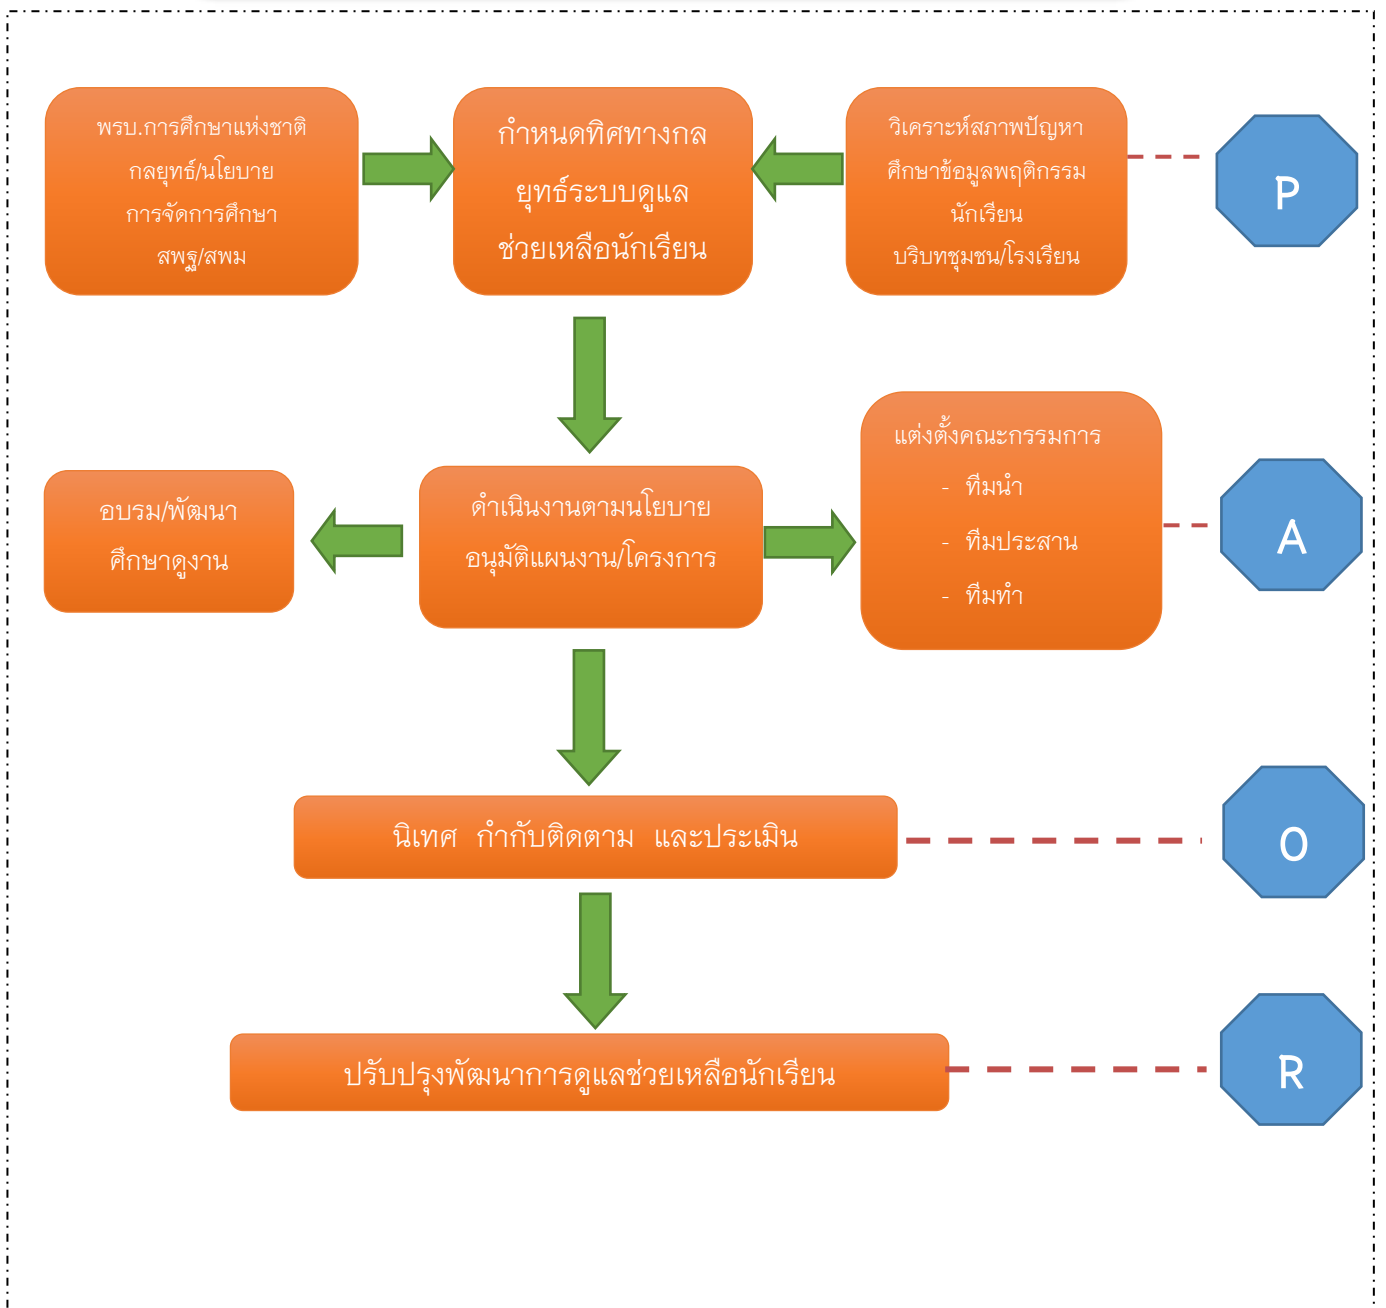 พรบ.การศึกษาแห่งชาติ
กลยุทธ์/นโยบาย
การจัดการศึกษา
สพฐ/สพม
กำหนดทิศทางกล
ยุทธ์ระบบดูแล
ช่วยเหลือนักเรียน
วิเคราะห์สภาพปัญหา
ศึกษาข้อมูลพฤติกรรม
นักเรียน
บริบทชุมชน/โรงเรียน
P
อบรม/พัฒนา
ศึกษาดูงาน
ดำเนินงานตามนโยบาย
อนุมัติแผนงาน/โครงการ
แต่งตั้งคณะกรรมการ
- ทีมนำ
- ทีมประสาน
- ทีมทำ
A
นิเทศ กำกับติดตาม และประเมิน
O
ปรับปรุงพัฒนาการดูแลช่วยเหลือนักเรียน
R